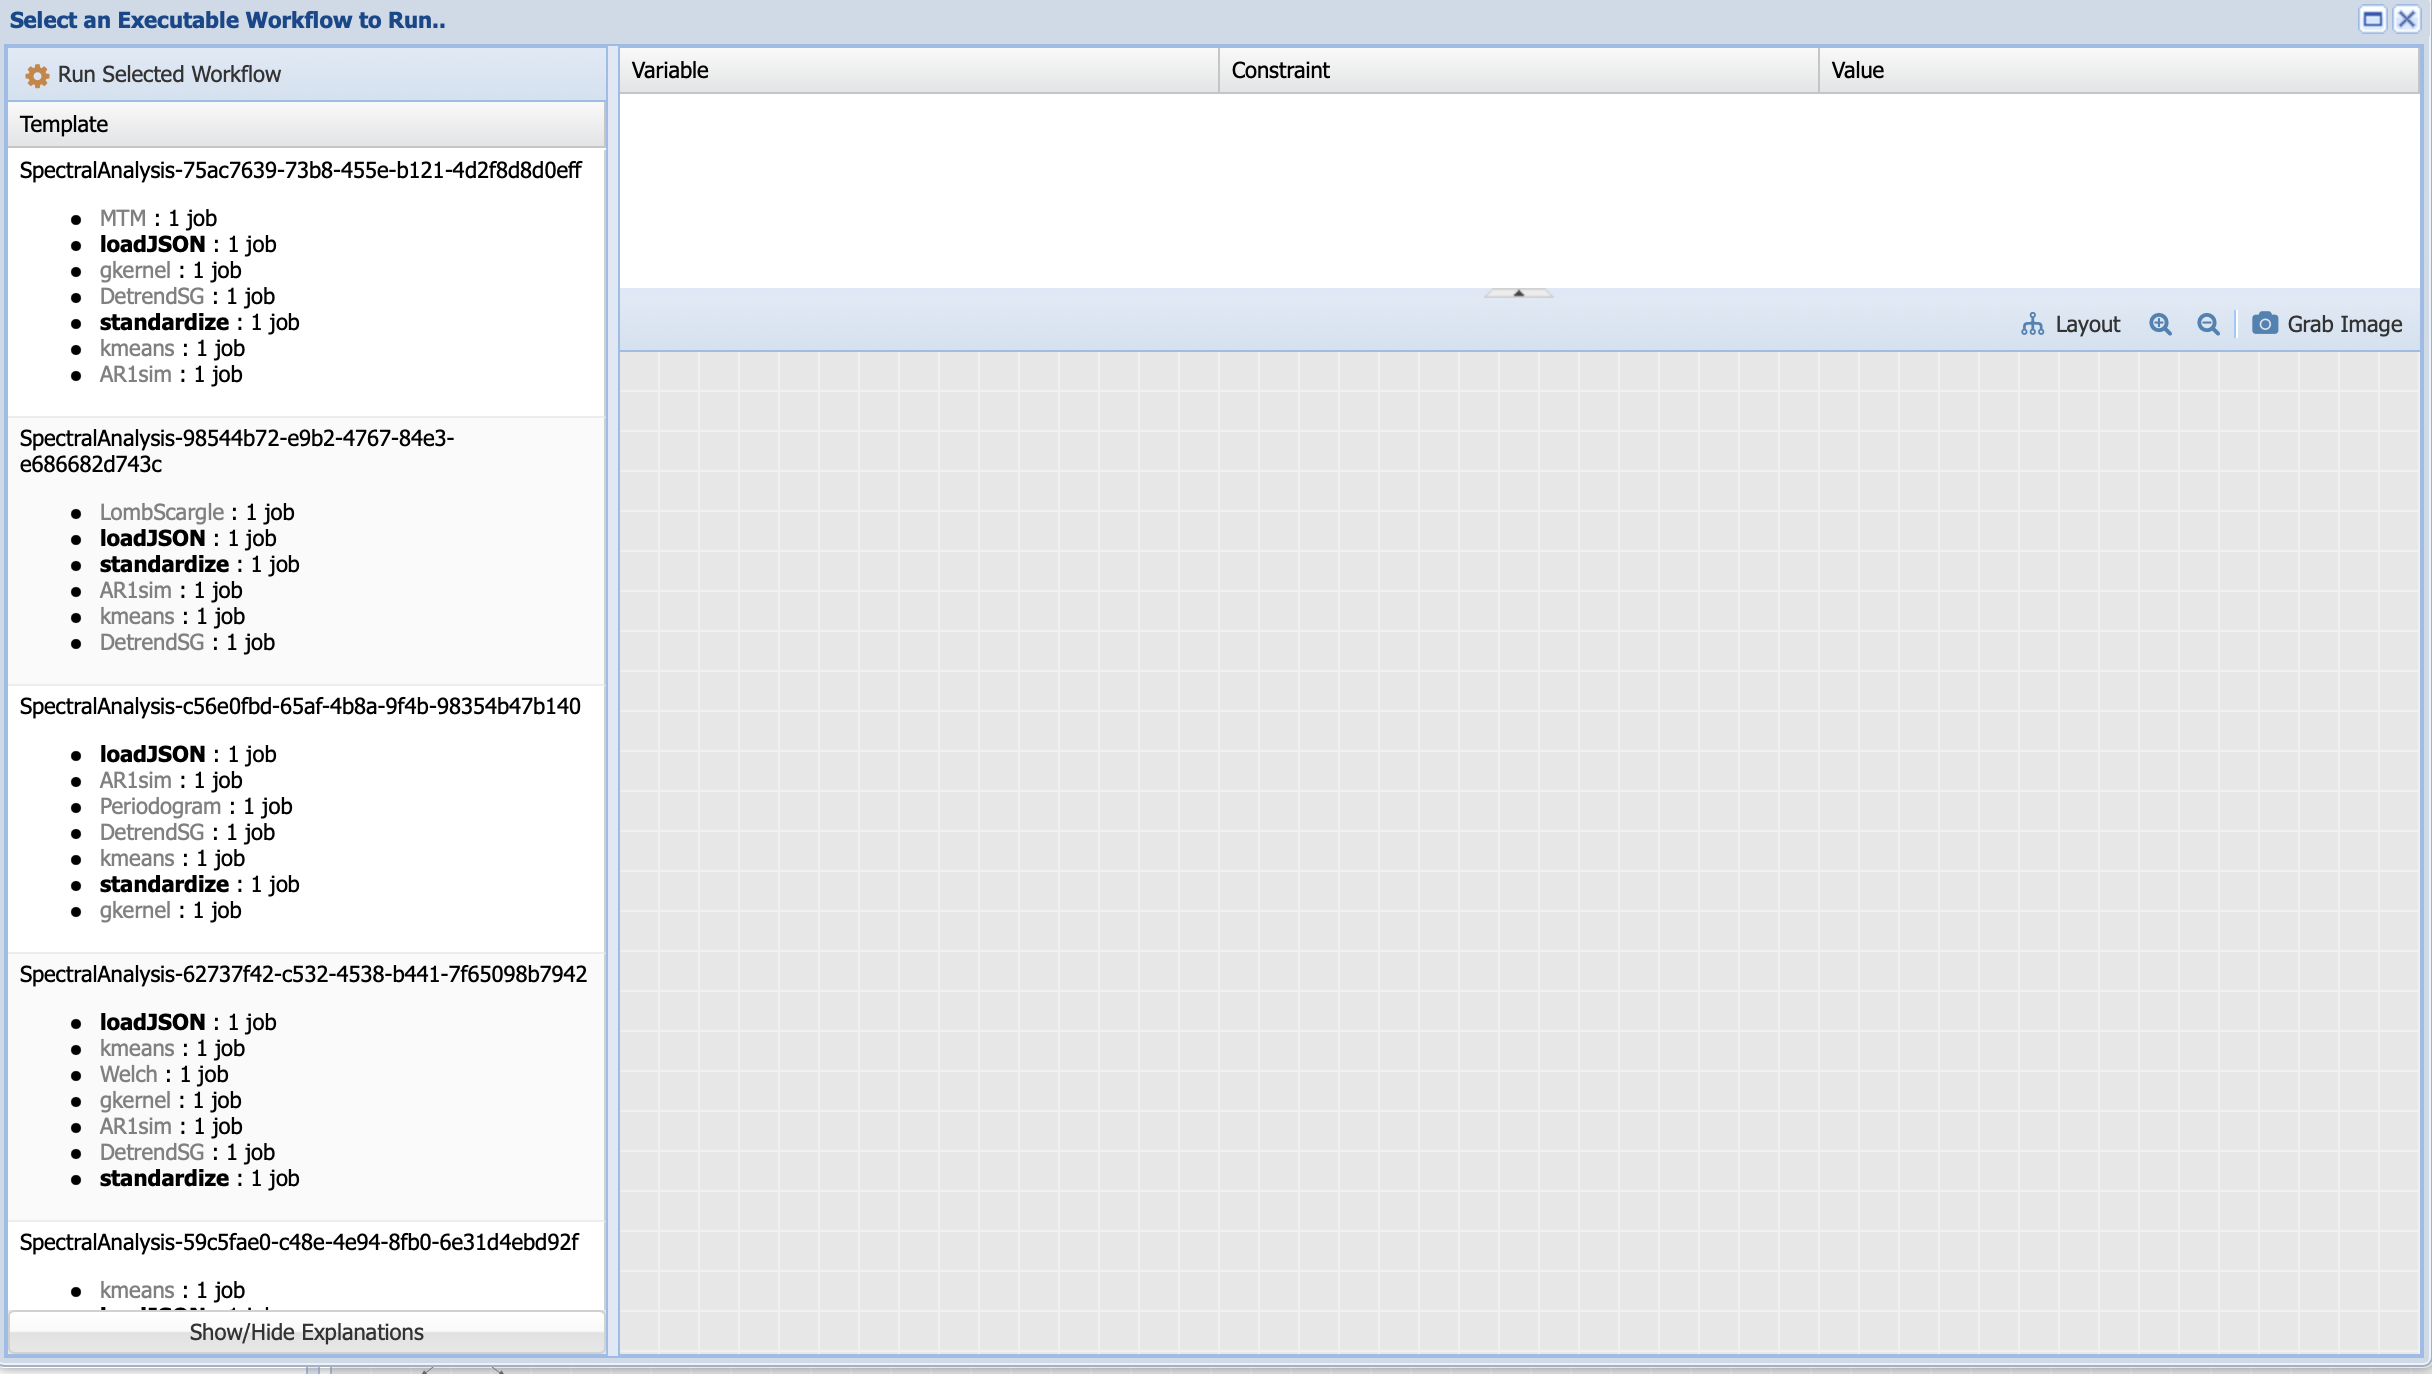 Select an Executable Workflow to Run..
Run Selected Workflow
Template
SpectralAnalysis-75ac7639-73b8-455e-b121-4d2f8d8d0eff
MTM : 1 job
loadJSON : 1 job
gkernel : 1 job
DetrendSG : 1 job
standardize : 1 job
kmeans : 1 job
AR1sim : 1 job
SpectralAnalysis-98544b72-e9b2-4767-84e3-
e686682d743c
LombScargle : 1 job
loadJSON : 1 job
standardize : 1 job
AR1sim : 1 job
kmeans : 1 job
DetrendSG : 1 job
SpectralAnalysis-c56e0fbd-65af-4b8a-9f4b-98354b47b140
loadJSON : 1 job
AR1sim : 1 job
Periodogram : 1 job
DetrendSG : 1 job
kmeans : 1 job
standardize : 1 job
gkernel : 1 job
SpectralAnalysis-62737f42-c532-4538-b441-7f65098b7942
loadJSON : 1 job
kmeans : 1 job
Welch : 1 job
gkernel : 1 job
AR1sim : 1 job
DetrendSG : 1 job
standardize : 1 job
SpectralAnalysis-59c5fae0-c48e-4e94-8fb0-6e31d4ebd92f
kmeans : 1 job
Show/Hide Explanations
Variable
Constraint
Value
Layout
Grab Image